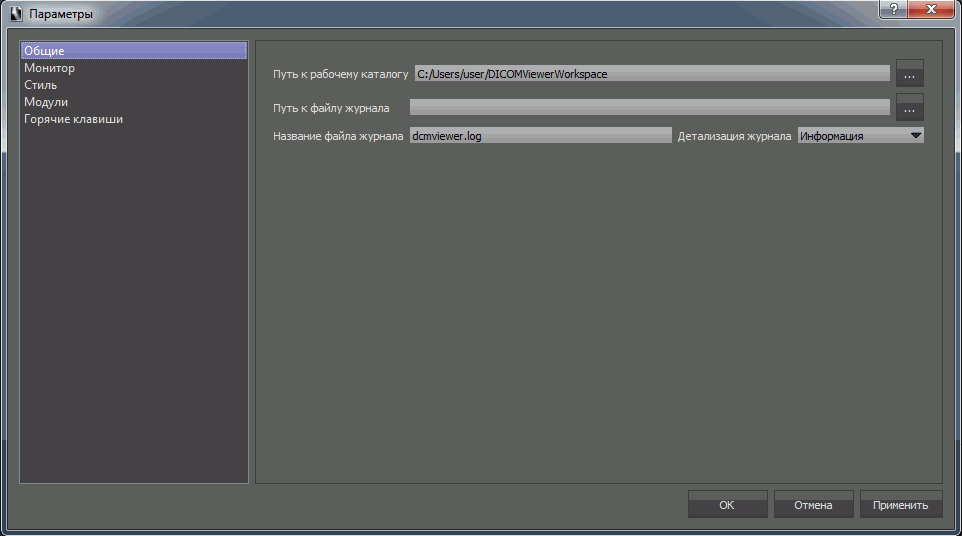 Параметры
?
X
Общие
Монитор
Стиль
Модули
Горячие клавиши
Путь к рабочему каталогу C:/Users/user/DICOMViewerWorkspace ...
Путь к файлу журнала ...
Название файла журнала dcmviewer.log Детализация журнала Информация
OK Отмена Применить